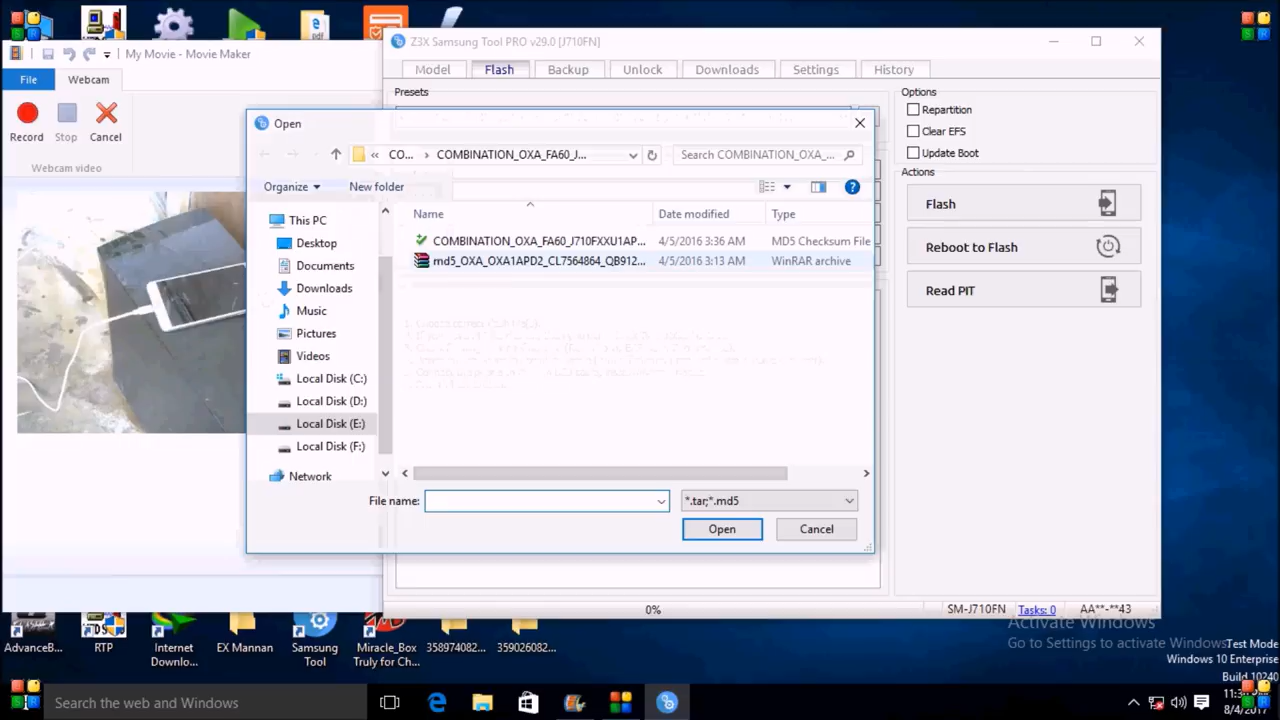 My Movie - Movie Maker
File
Webcam
Record
Stop
Cancel
Webcam video
Z3X Samsung Tool PRO v29.0 [J710FN]
Model
Flash
Backup
Unlock
Downloads
Settings
History
Presets
Options
Repartition
Clear EFS
Update Boot
Actions
Flash
Reboot to Flash
Read PIT
Open
« CO... › COMBINATION_OXA_FA60_J...
Search COMBINATION_OXA_...
Organize
New folder
Name
Date modified
Type
COMBINATION_OXA_FA60_J710FXXU1AP... 4/5/2016 3:36 AM MD5 Checksum File
md5_OXA_OXA1APD2_CL7564864_QB912... 4/5/2016 3:13 AM WinRAR archive
This PC
Desktop
Documents
Downloads
Music
Pictures
Videos
Local Disk (C:)
Local Disk (D:)
Local Disk (E:)
Local Disk (F:)
Network
File name:
*.tar;*.md5
Open
Cancel
0%
SM-J710FN
Tasks: 0
AA**-**43
Activate Windows
Go to Settings to activate Windows
Test Mode
Windows 10 Enterprise
Build 10240
AdvanceB...
RTP
Internet Downlo...
EX Mannan
Samsung Tool
Miracle_Box Truly for Ch...
358974082...
359026082...
Search the web and Windows
8/4/2017